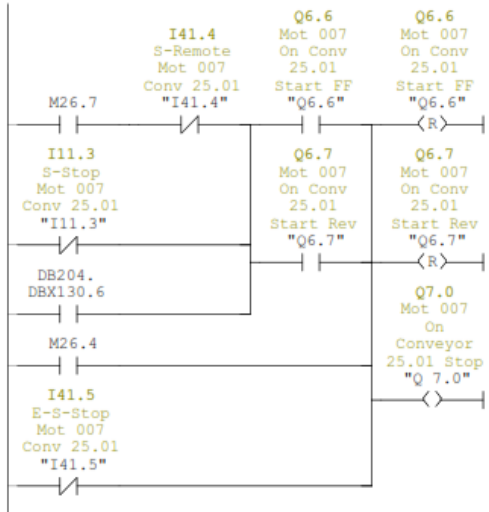 Q6.6
Mot 007
On Conv
25.01
Start FF
"Q6.6"
Q6.6
Mot 007
On Conv
25.01
Start FF
"Q6.6"
R
I41.4
S-Remote
Mot 007
Conv 25.01
"I41.4"
M26.7
I11.3
S-Stop
Mot 007
Conv 25.01
"I11.3"
Q6.7
Mot 007
On Conv
25.01
Start Rev
"Q6.7"
Q6.7
Mot 007
On Conv
25.01
Start Rev
"Q6.7"
R
DB204.
DBX130.6
Q7.0
Mot 007
On
Conveyor
25.01 Stop
"Q 7.0"
M26.4
I41.5
E-S-Stop
Mot 007
Conv 25.01
"I41.5"